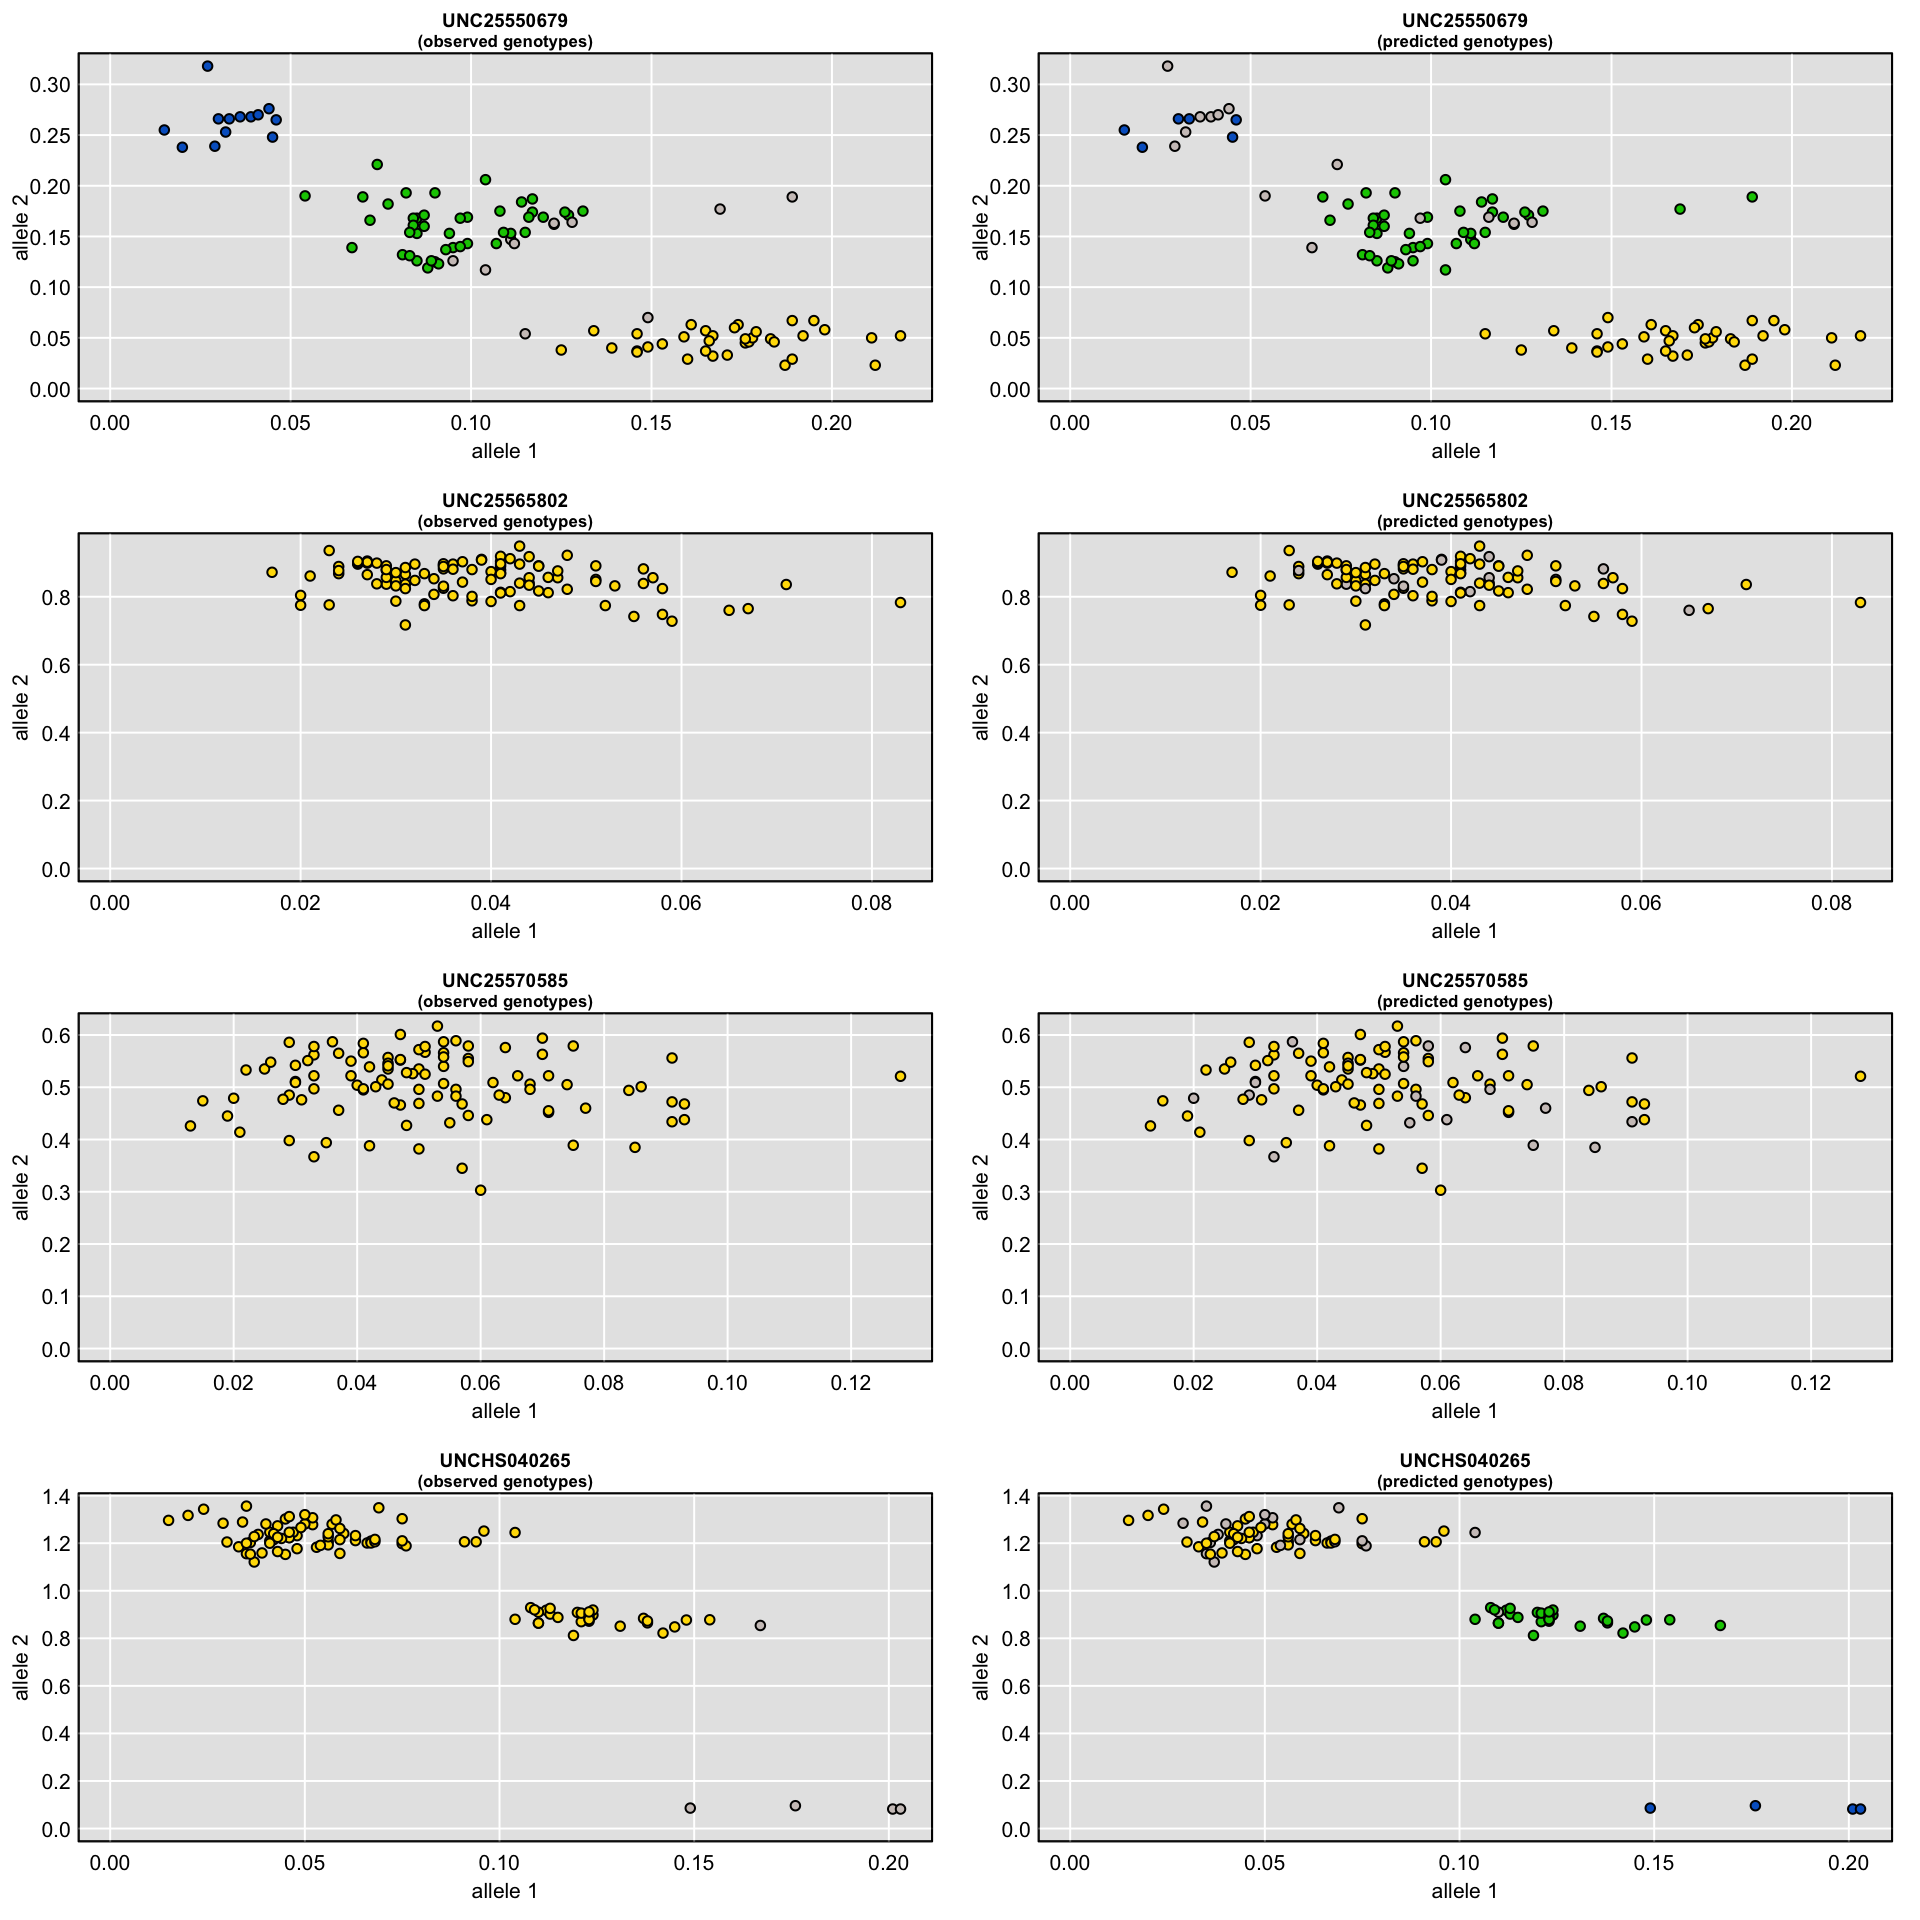 UNC25550679
(observed genotypes)
0.30
0.25
0.20
0.15
0.10
0.05
0.00
allele 2
0.00 0.05 0.10 0.15 0.20
allele 1
UNC25550679
(predicted genotypes)
0.30
0.25
0.20
0.15
0.10
0.05
0.00
allele 2
0.00 0.05 0.10 0.15 0.20
allele 1
UNC25565802
(observed genotypes)
0.8
0.6
0.4
0.2
0.0
allele 2
0.00 0.02 0.04 0.06 0.08
allele 1
UNC25565802
(predicted genotypes)
0.8
0.6
0.4
0.2
0.0
allele 2
0.00 0.02 0.04 0.06 0.08
allele 1
UNC25570585
(observed genotypes)
0.6
0.5
0.4
0.3
0.2
0.1
0.0
allele 2
0.00 0.02 0.04 0.06 0.08 0.10 0.12
allele 1
UNC25570585
(predicted genotypes)
0.6
0.5
0.4
0.3
0.2
0.1
0.0
allele 2
0.00 0.02 0.04 0.06 0.08 0.10 0.12
allele 1
UNCHS040265
(observed genotypes)
1.4
1.2
1.0
0.8
0.6
0.4
0.2
0.0
allele 2
0.00 0.05 0.10 0.15 0.20
allele 1
UNCHS040265
(predicted genotypes)
1.4
1.2
1.0
0.8
0.6
0.4
0.2
0.0
allele 2
0.00 0.05 0.10 0.15 0.20
allele 1